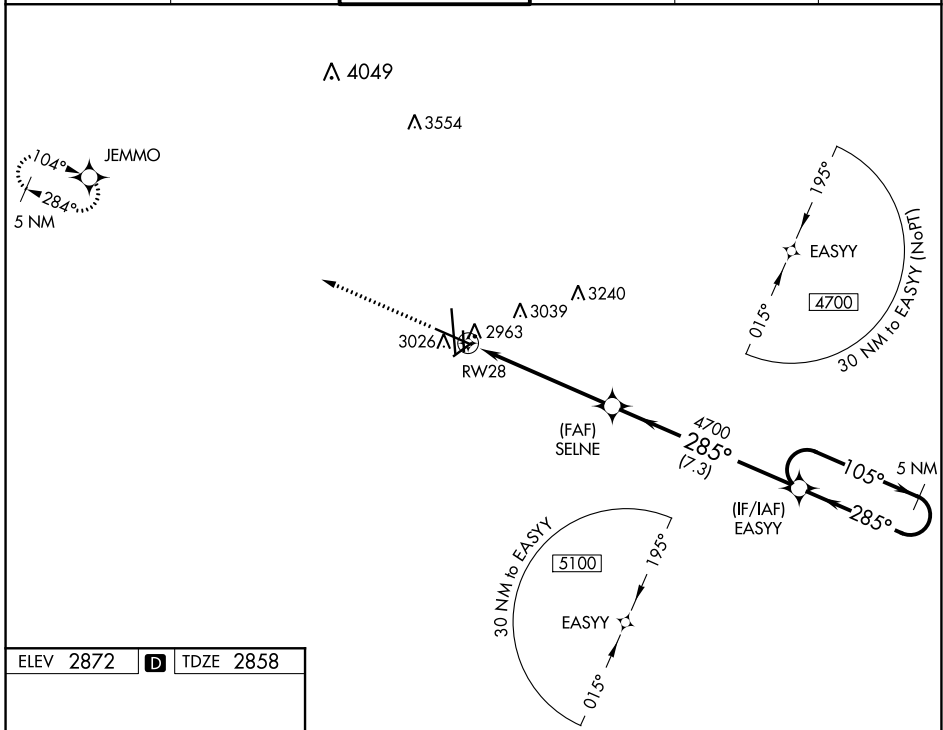 4049
3554
JEMMO
104°
284°
5 NM
195°
EASYY
4700
015°
30 NM to EASYY (NoPT)
3240
3039
2963
3026
RW28
(FAF)
SELNE
4700
285°
(7.3)
105°
5 NM
285°
(IF/IAF)
EASYY
30 NM to EASYY
5100
195°
EASYY
015°
ELEV 2872 D TDZE 2858